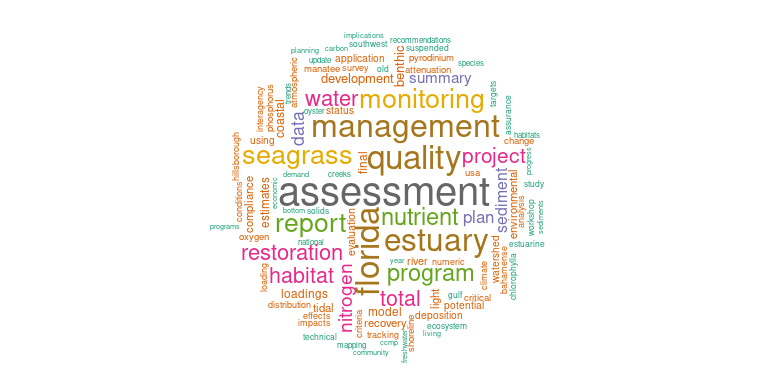 implications
recommendations
southwest
suspended
planning
carbon
update
application
pyrodinium
benthic
manatee
survey
old
attenuation
species
atmospheric
development
summary
trends
water
monitoring
targets
interagency
phosphorus
coastal
oyster
status
data
management
assurance
habitats
using
change
hillsborough
seagrass
final
quality
project
progress
demand
creeks
usa
conditions
compliance
estimates
economic
assessment
sediment
environmental
study
bottom
solids
report
nutrient
plan
analysis
workshop
sediments
programs
oxygen
national
evaluation
florida
estuary
estuarine
restoration
year
river
numeric
watershed
loading
habitat
program
climate
bahamense
chlorophylla
loadings
nitrogen
total
light
gulf
critical
distribution
tidal
potential
effects
model
deposition
impacts
criteria
recovery
ecosystem
technical
tracking
shoreline
living
mapping
ccmp
community
freshwater